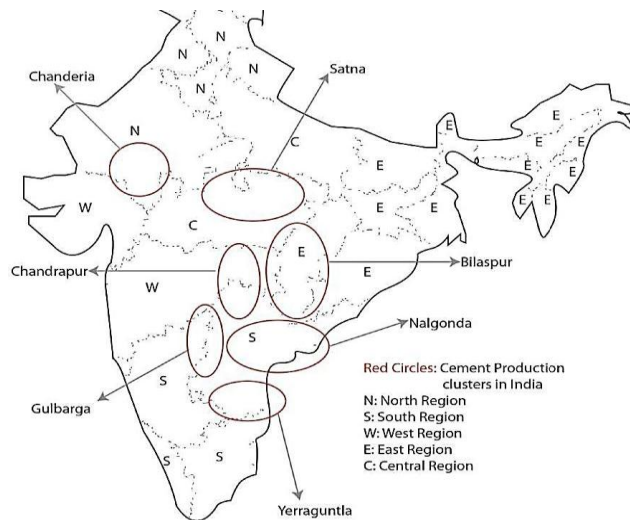 N
N
N
N
Satna
Chanderia
N
C
E
E
E
E
E
E
E
E
E
E
E
W
C
E
E
Chandrapur
W
Bilaspur
S
Nalgonda
S
Gulbarga
S
S
Yerraguntla
Red Circles: Cement Production
clusters in India
N: North Region
S: South Region
W: West Region
E: East Region
C: Central Region